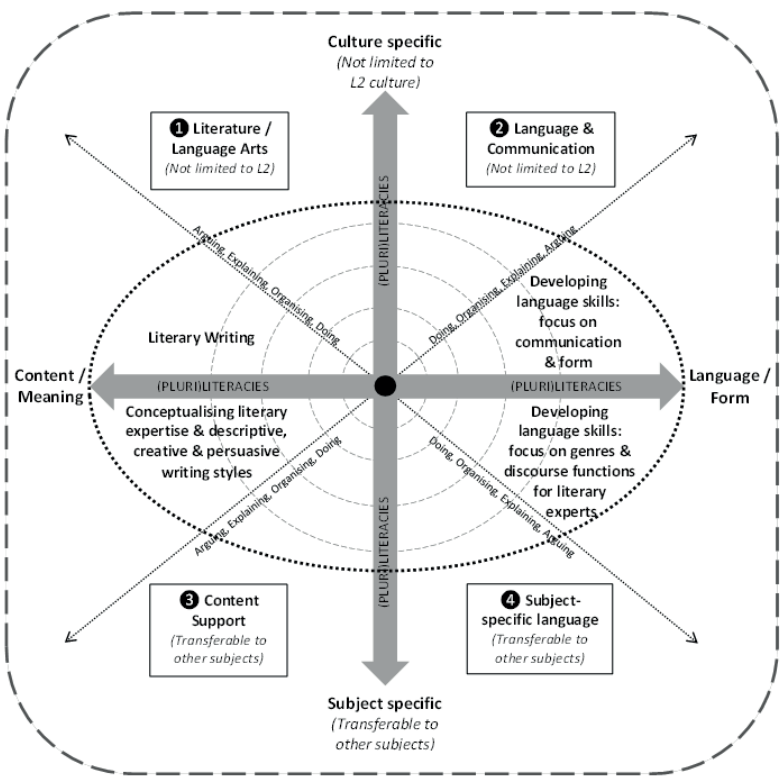 Culture specific
(Not limited to
L2 culture)
❶ Literature /
Language Arts
(Not limited to L2)
❷ Language &
Communication
(Not limited to L2)
(PLURI)LITERACIES
Arguing, Explaining, Organising, Doing
Doing, Organising, Explaining, Arguing
Literary Writing
Developing
language skills:
focus on
communication
& form
Content /
Meaning
(PLURI)LITERACIES
(PLURI)LITERACIES
Language /
Form
Conceptualising literary
expertise & descriptive,
creative & persuasive
writing styles
Developing
language skills:
focus on genres &
discourse functions
for literary
experts
Arguing, Explaining, Organising, Doing
Doing, Organising, Explaining, Arguing
(PLURI)LITERACIES
❸ Content
Support
(Transferable to
other subjects)
❹ Subject-
specific language
(Transferable to
other subjects)
Subject specific
(Transferable to
other subjects)